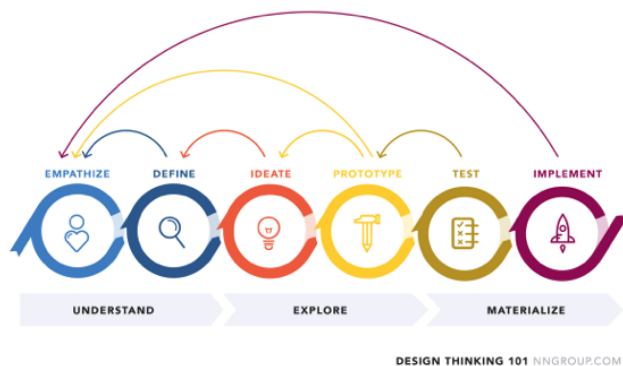 EMPATHIZE DEFINE IDEATE PROTOTYPE TEST IMPLEMENT
UNDERSTAND EXPLORE MATERIALIZE
DESIGN THINKING 101 NNGROUP.COM